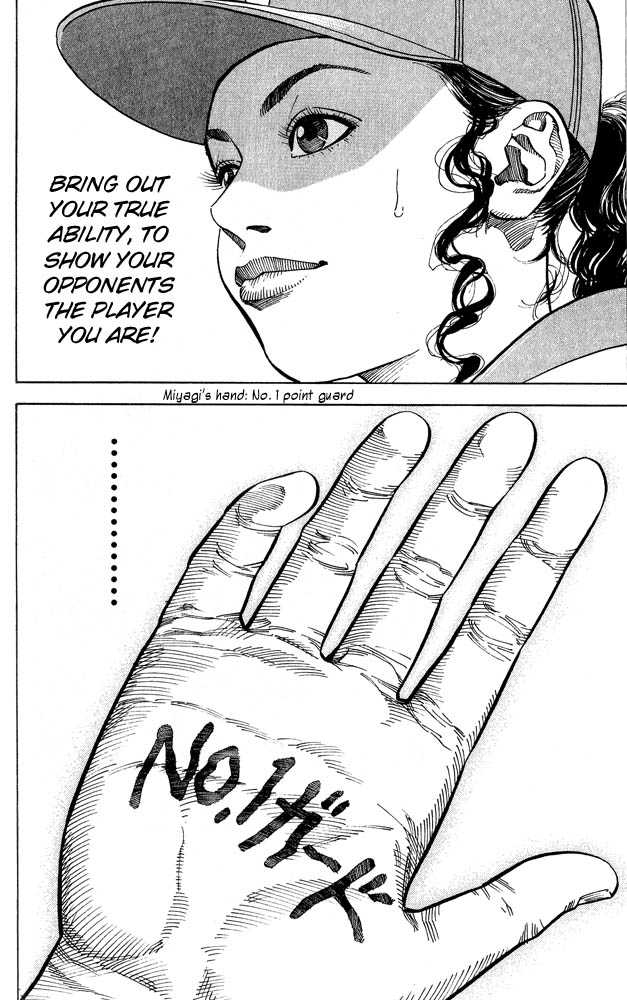 BRING OUT
YOUR TRUE
ABILITY, TO
SHOW YOUR
OPPONENTS
THE PLAYER
YOU ARE!
Miyagi's hand: No. 1 point guard
No.1ガード